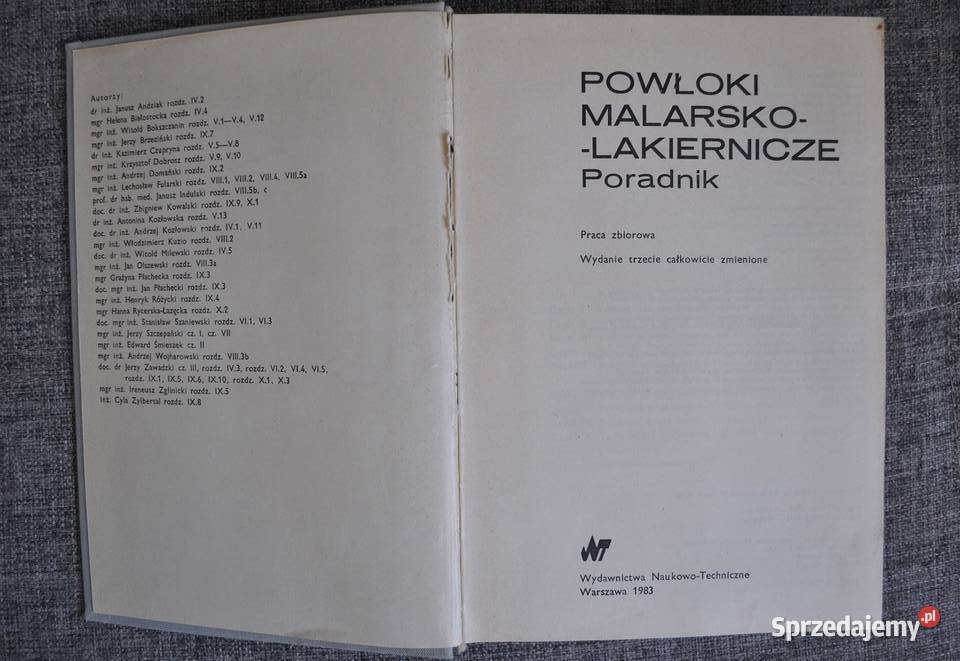 Autorzy:
dr inż. Janusz Andziak rozdz. IV.2
mgr Helena Białostocka rozdz. IV.4
mgr inż. Witold Bokszczanin rozdz. V.1—V.4, V.12
mgr inż. Jerzy Brzeziński rozdz. IX.7
dr inż. Kazimierz Czupryna rozdz. V.5—V.8
mgr inż. Krzysztof Dobrosz rozdz. V.9, V.10
mgr inż. Andrzej Domański rozdz. IX.2
mgr inż. Lechosław Fularski rozdz. VIII.1, VIII.2, VIII.4, VIII.5a
prof. dr hab. med. Janusz Indulski rozdz. VIII.5b, c
doc. dr inż. Zbigniew Kowalski rozdz. IX.9, X.1
dr inż. Antonina Kozłowska rozdz. V.13
doc. dr inż. Andrzej Kozłowski rozdz. IV.1, V.11
mgr inż. Włodzimierz Kuzio rozdz. VIII.2
doc. dr inż. Witold Milewski rozdz. IV.5
mgr inż. Jan Olszewski rozdz. VIII.3a
mgr Grażyna Płachecka rozdz. IX.3
doc. mgr inż. Jan Płachecki rozdz. IX.3
mgr inż. Henryk Różycki rozdz. IX.4
mgr Hanna Rycerska-Łazęcka rozdz. X.2
doc. mgr inż. Stanisław Szaniewski rozdz. VI.1, VI.3
mgr inż. Jerzy Szczepański cz. I, cz. VII
mgr inż. Edward Śmieszek cz. II
mgr inż. Andrzej Wojnarowski rozdz. VIII.3b
doc. dr Jerzy Zawadzki cz. III, rozdz. IV.3, rozdz. VI.2, VI.4, VI.5,
rozdz. IX.1, IX.5, IX.6, IX.10, rozdz. X.1, X.3
mgr inż. Ireneusz Zglinicki rozdz. IX.5
inż. Cyla Zylbertal rozdz. IX.8
POWŁOKI
MALARSKO-
-LAKIERNICZE
Poradnik
Praca zbiorowa
Wydanie trzecie całkowicie zmienione
WNT
Wydawnictwa Naukowo-Techniczne
Warszawa 1983
Sprzedajemy.pl